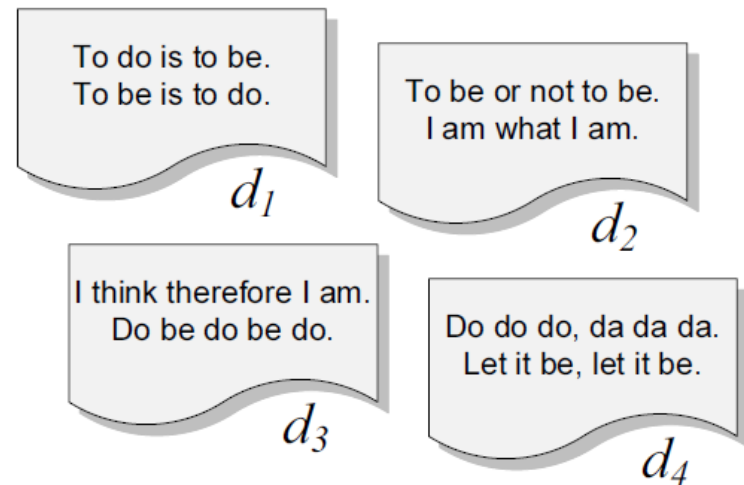 To do is to be.
To be is to do.
d1
To be or not to be.
I am what I am.
d2
I think therefore I am.
Do be do be do.
d3
Do do do, da da da.
Let it be, let it be.
d4